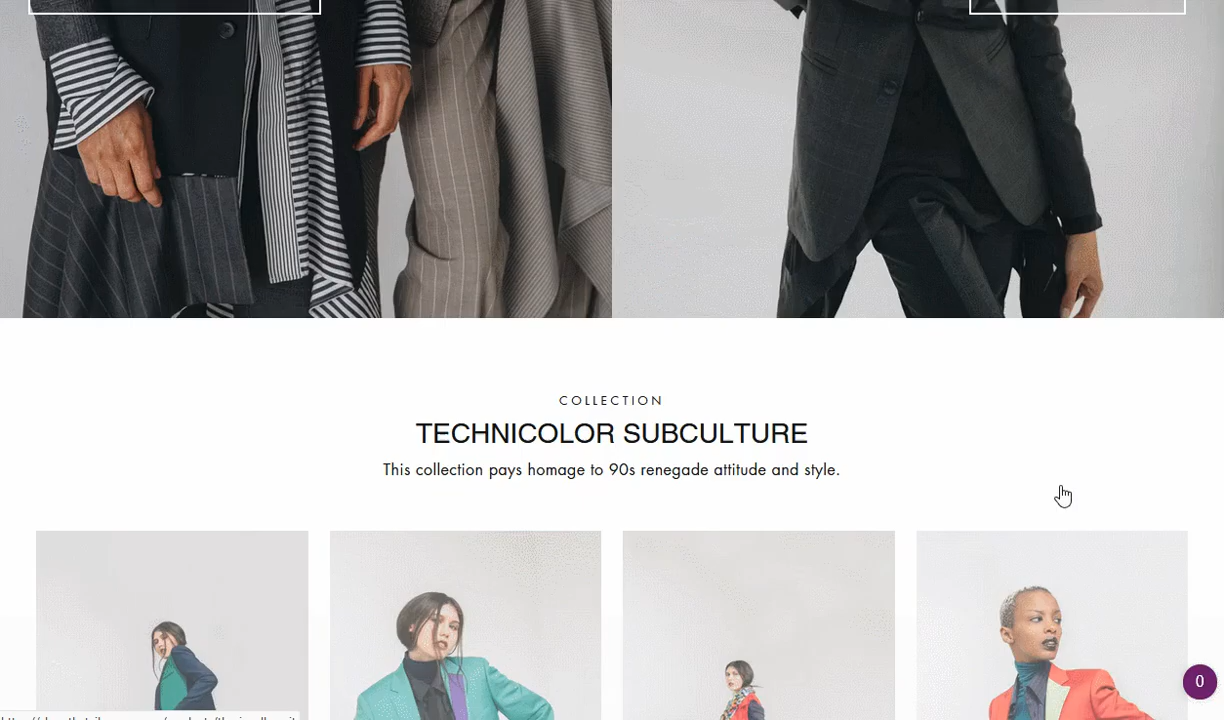 COLLECTION
TECHNICOLOR SUBCULTURE
This collection pays homage to 90s renegade attitude and style.
0